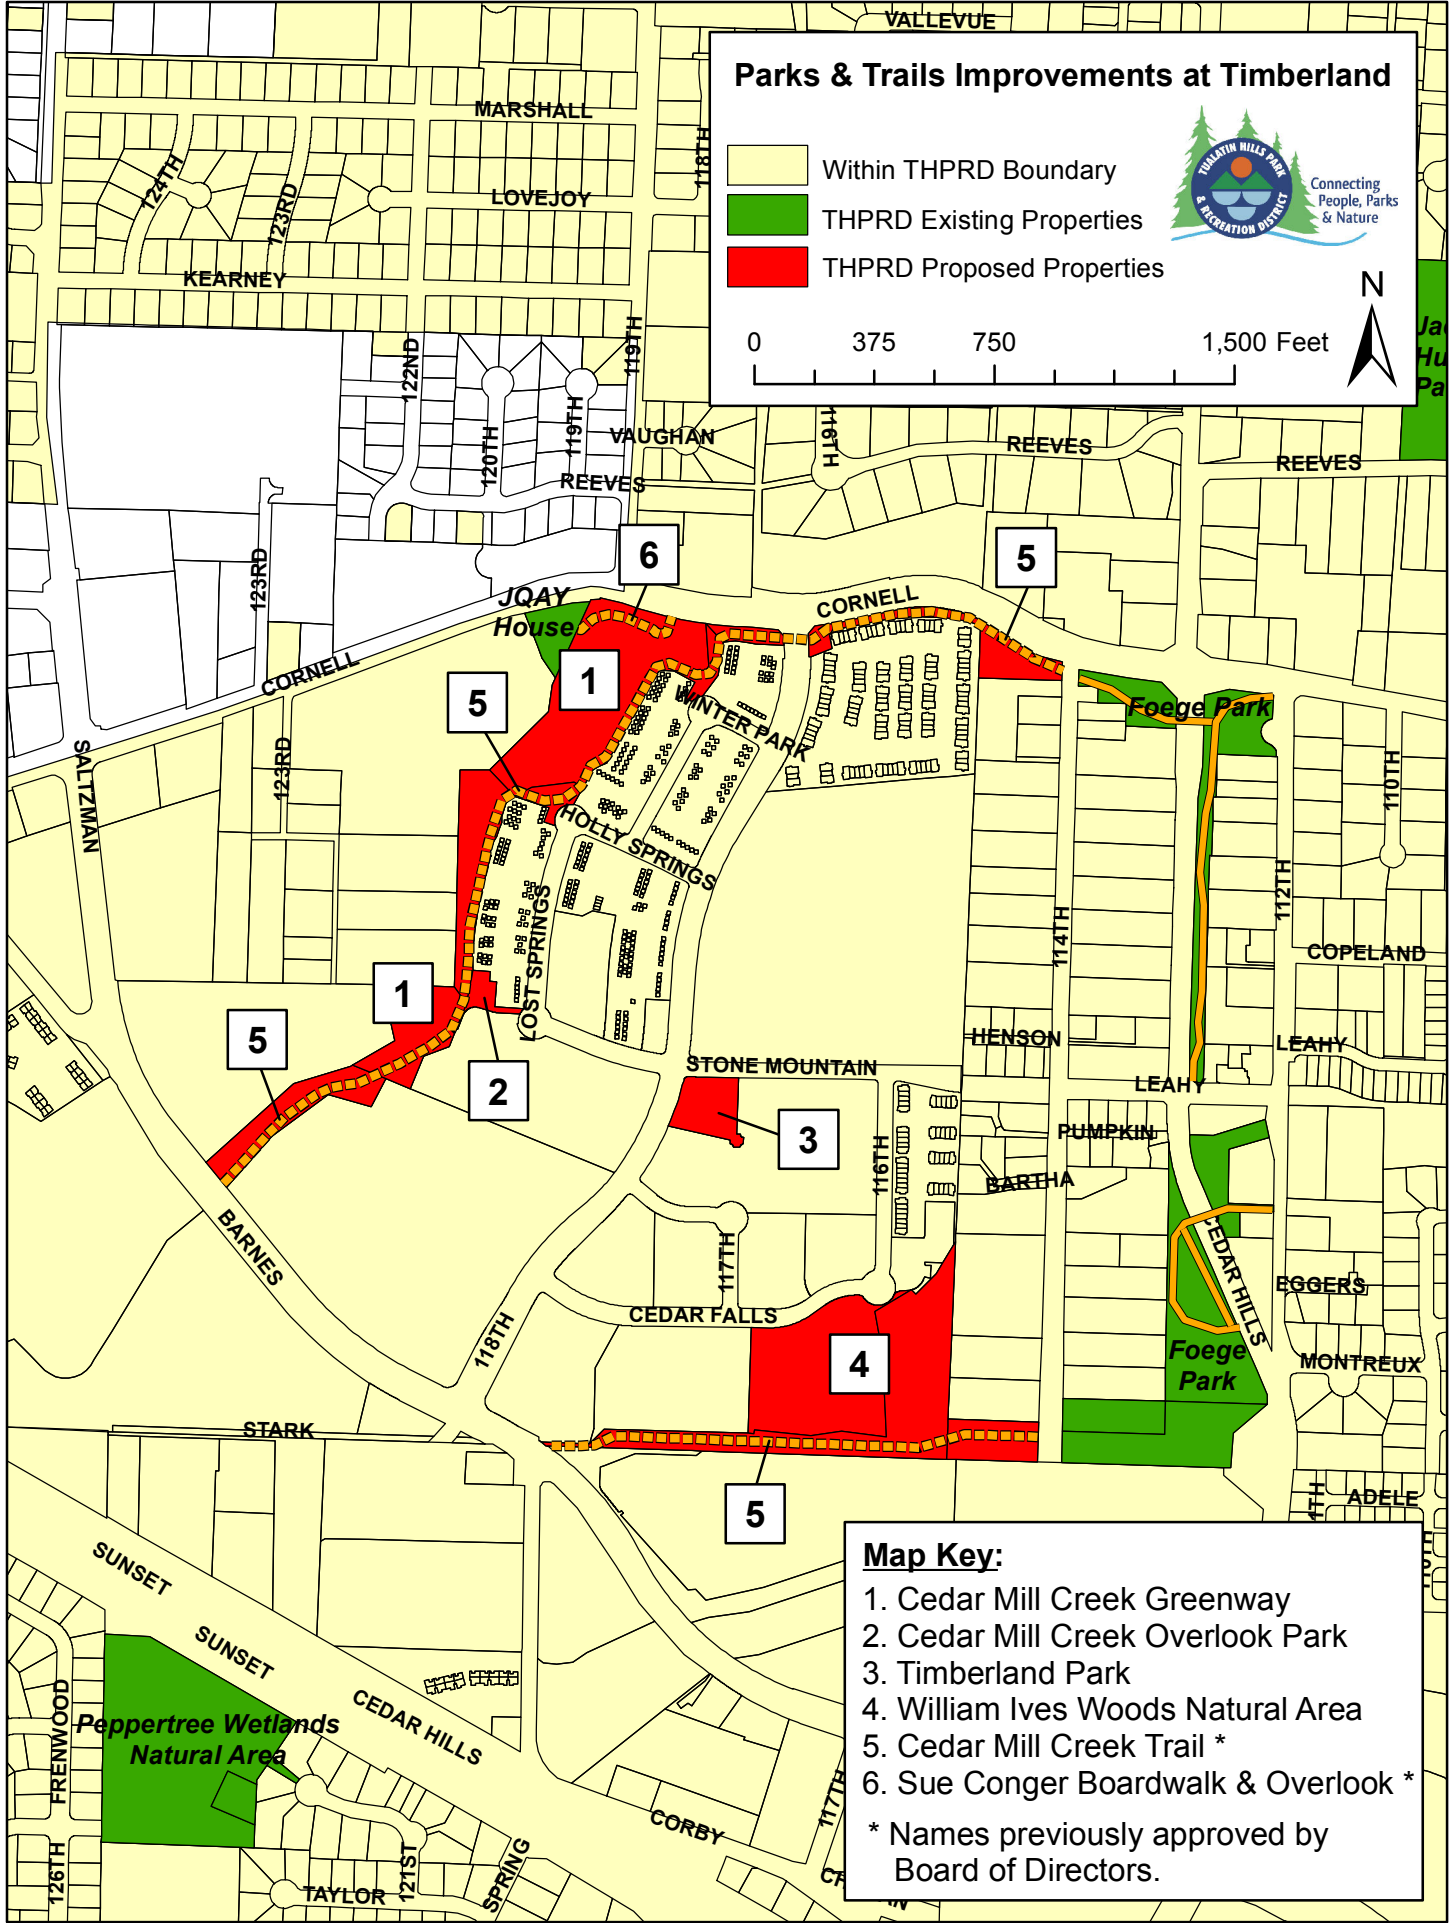 VALLEVUE
Parks & Trails Improvements at Timberland
Within THPRD Boundary
THPRD Existing Properties
THPRD Proposed Properties
TUALATIN HILLS PARK
& RECREATION DISTRICT
Connecting
People, Parks
& Nature
N
0 375 750 1,500 Feet
MARSHALL
118TH
124TH
123RD
LOVEJOY
KEARNEY
119TH
122ND
120TH
119TH
VAUGHAN
REEVES
116TH
REEVES
REEVES
123RD
6
5
JQAY
House
CORNELL
CORNELL
1
5
WINTER PARK
Foege Park
SALTZMAN
123RD
110TH
HOLLY SPRINGS
LOST SPRINGS
112TH
114TH
COPELAND
1
5
2
HENSON
LEAHY
STONE MOUNTAIN
LEAHY
3
PUMPKIN
116TH
BARTHA
BARNES
117TH
CEDAR HILLS
EGGERS
CEDAR FALLS
118TH
4
Foege
Park
MONTREUX
STARK
5
ADELE
SUNSET
SUNSET
CEDAR HILLS
FRENWOOD
Peppertree Wetlands
Natural Area
117TH
CORBY
126TH
121ST
SPRING
TAYLOR
Map Key:
1. Cedar Mill Creek Greenway
2. Cedar Mill Creek Overlook Park
3. Timberland Park
4. William Ives Woods Natural Area
5. Cedar Mill Creek Trail *
6. Sue Conger Boardwalk & Overlook *
* Names previously approved by
Board of Directors.